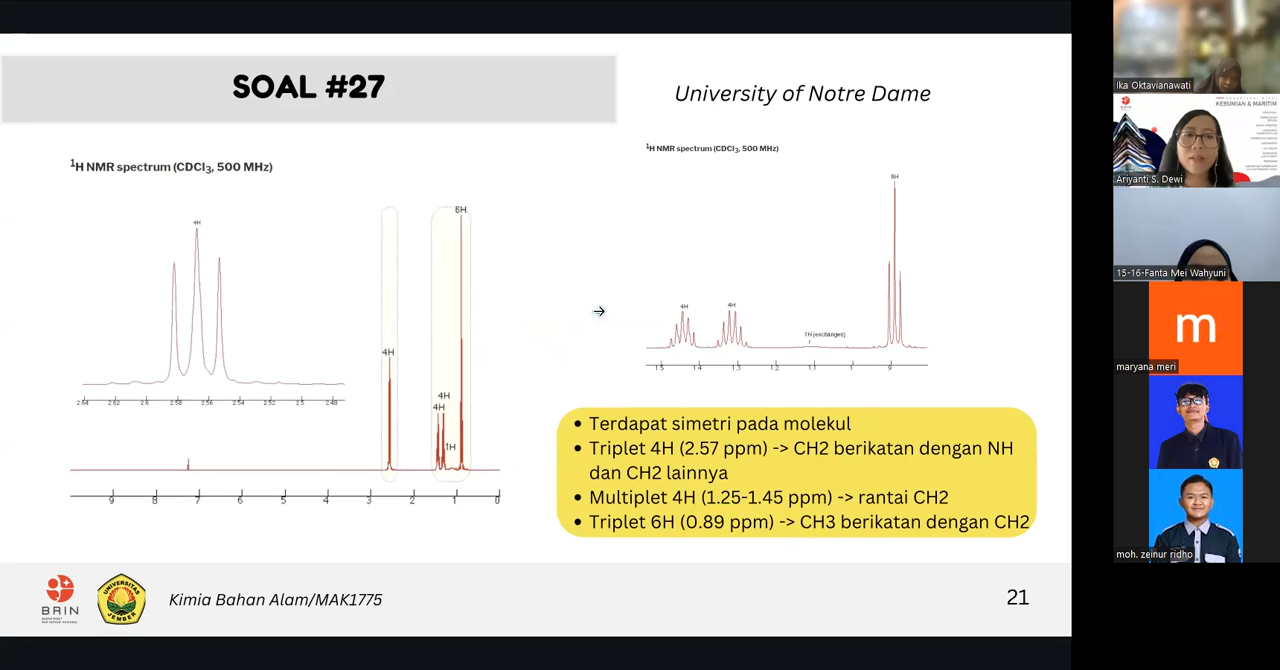 SOAL #27
University of Notre Dame
¹H NMR spectrum (CDCl₃, 500 MHz)
4H
2.64 2.62 2.6 2.58 2.56 2.54 2.52 2.5 2.48
6H
4H
4H
4H
1H
9 8 7 6 5 4 3 2 1 0
¹H NMR spectrum (CDCl₃, 500 MHz)
4H
4H
1H (exchanges)
1.5 1.4 1.3 1.2 1.1 1 .9
• Terdapat simetri pada molekul
• Triplet 4H (2.57 ppm) -> CH2 berikatan dengan NH
dan CH2 lainnya
• Multiplet 4H (1.25-1.45 ppm) -> rantai CH2
• Triplet 6H (0.89 ppm) -> CH3 berikatan dengan CH2
BRIN
UNIVERSITAS
JEMBER
Kimia Bahan Alam/MAK1775
21
Ika Oktavianawati
BRIN
KEBUMIAN & MARITIM
Ariyanti S. Dewi
15-16-Fanta Mei Wahyuni
m
maryana meri
moh. zeinur ridho